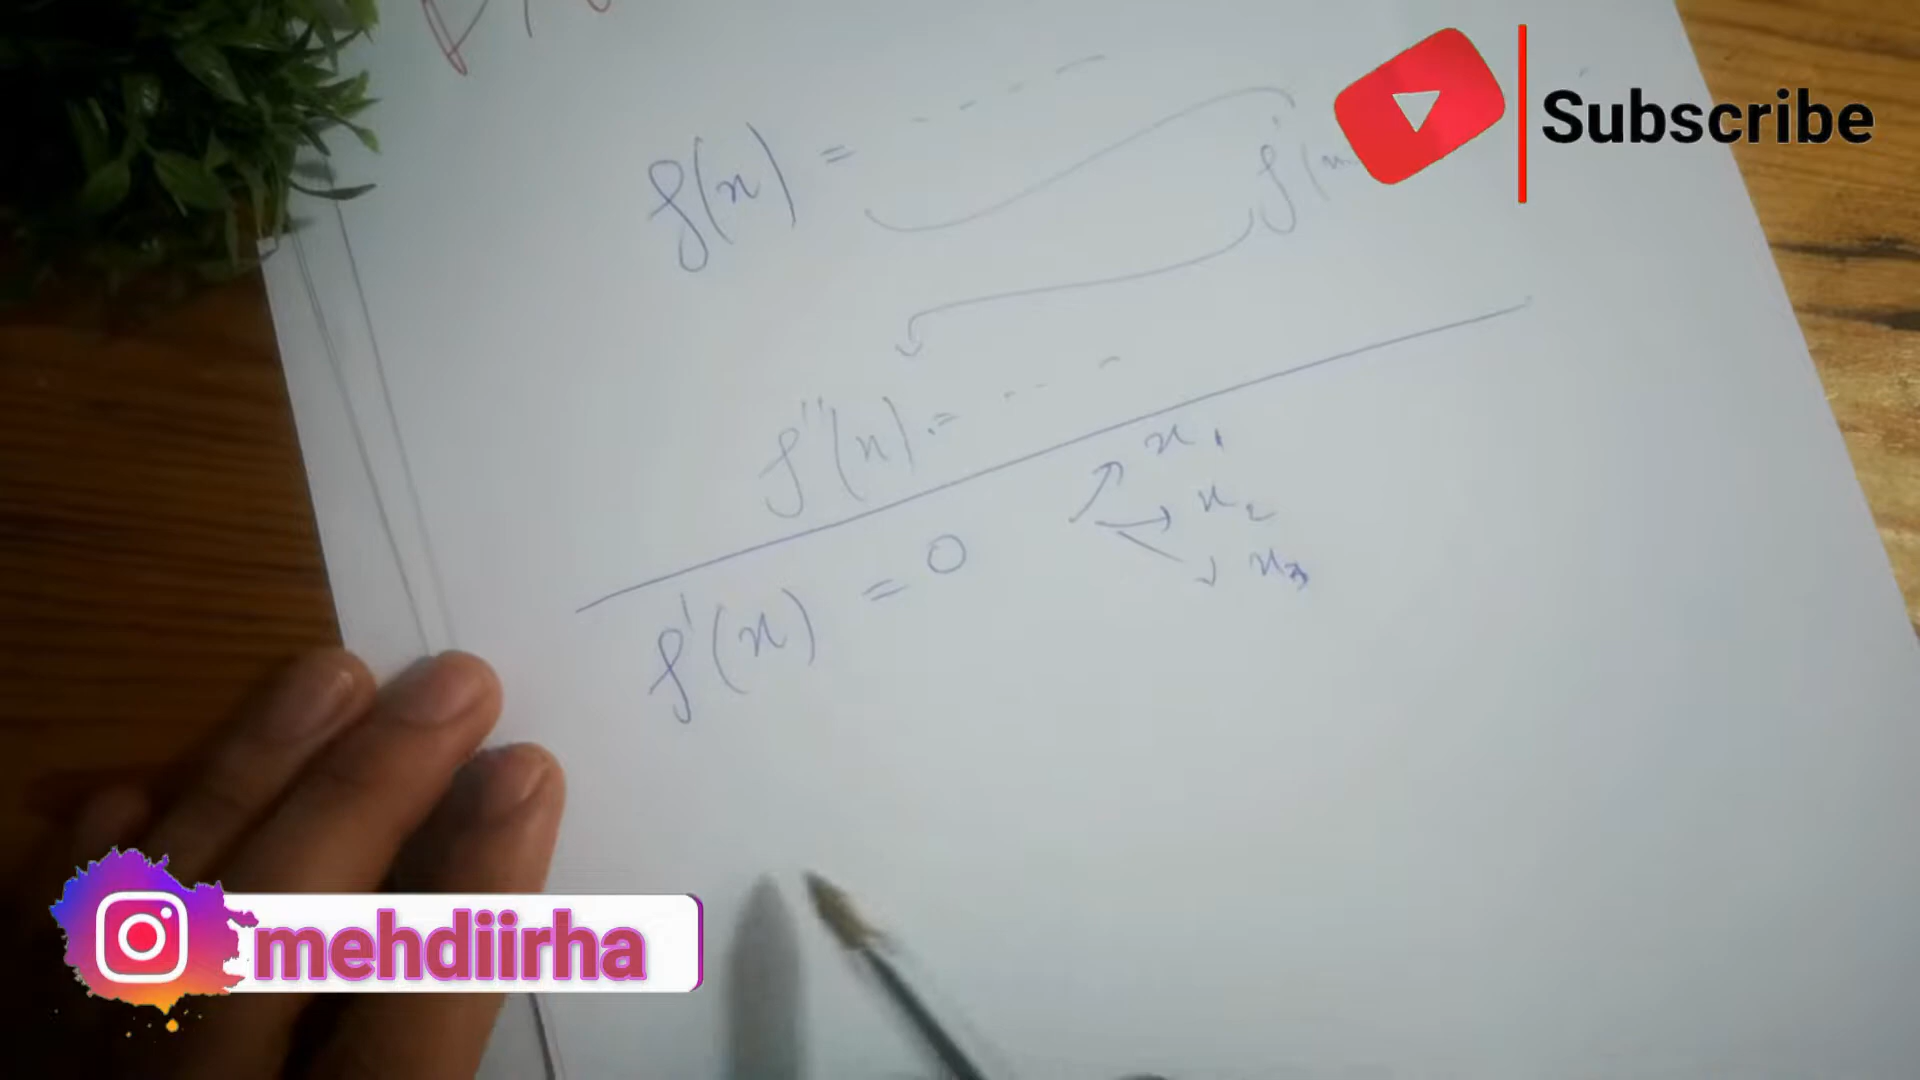 Subscribe
f(x) = - - - -
f'(
f''(x) = - - - -
f'(x) = 0
x1
x2
x3
mehdiirha